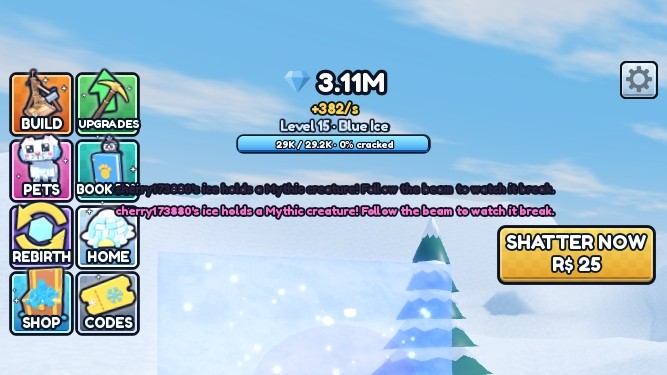 3.11M
+382/s
Level 15 · Blue Ice
29K / 29.2K · 0% cracked
BUILD
UPGRADES
PETS
BOOK
cherry173880's ice holds a Mythic creature! Follow the beam to watch it break.
cherry173880's ice holds a Mythic creature! Follow the beam to watch it break.
REBIRTH
HOME
SHATTER NOW
R$ 25
SHOP
CODES